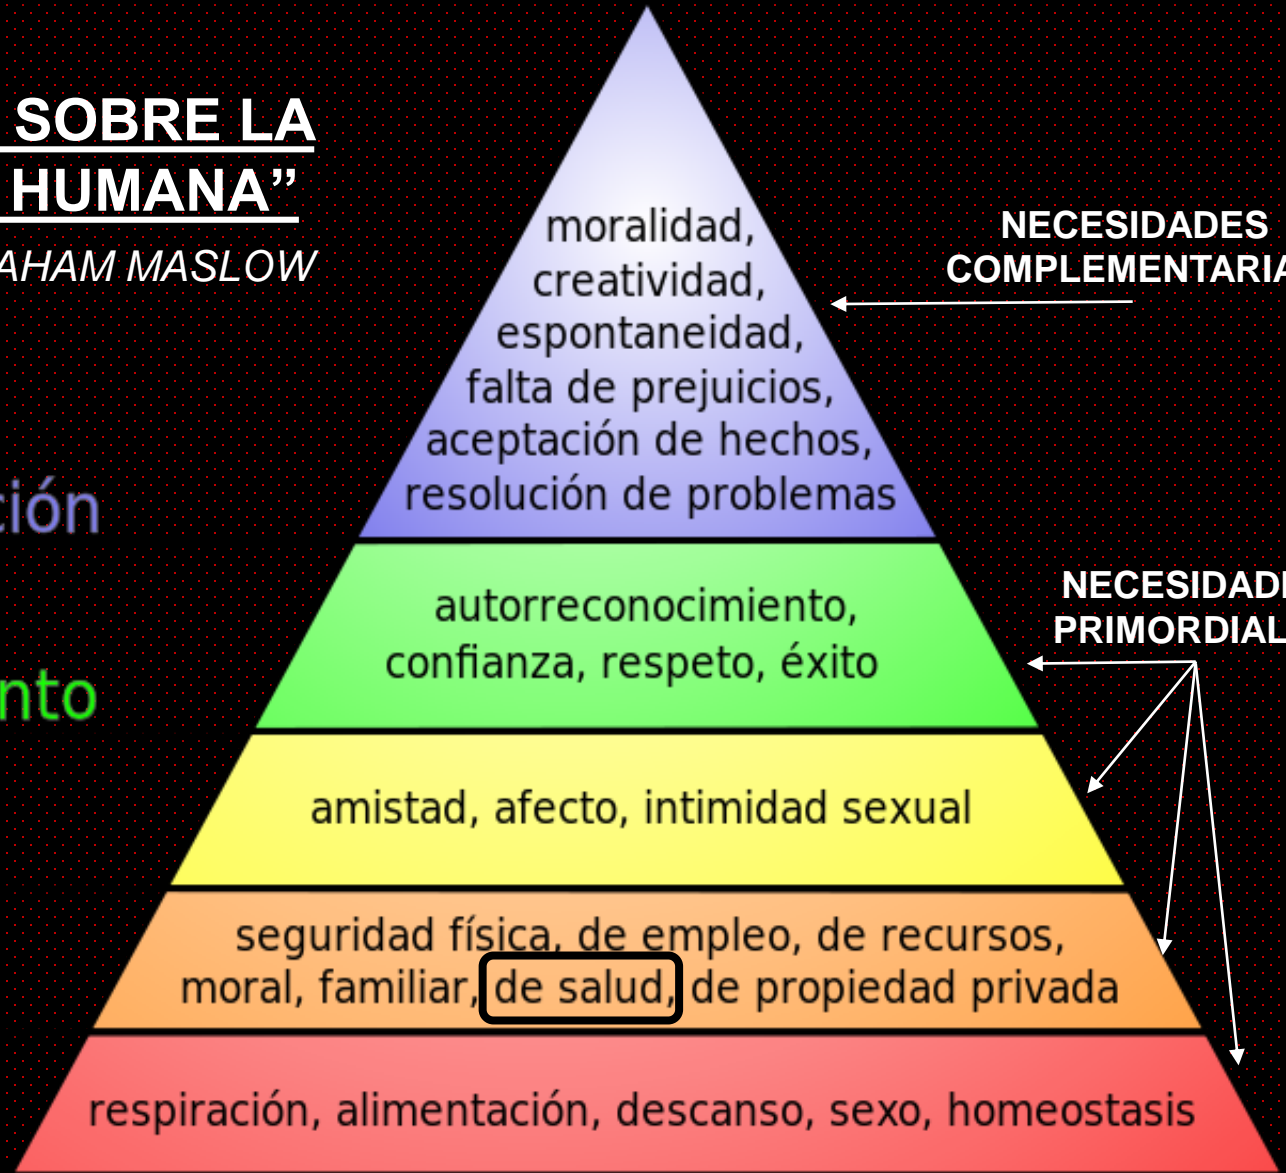 SOBRE LA
HUMANA”
AHAM MASLOW
moralidad,
creatividad,
espontaneidad,
falta de prejuicios,
aceptación de hechos,
resolución de problemas
NECESIDADES
COMPLEMENTARIA
ción
autorreconocimiento,
confianza, respeto, éxito
NECESIDAD
PRIMORDIAL
nto
amistad, afecto, intimidad sexual
seguridad física, de empleo, de recursos,
moral, familiar, de salud, de propiedad privada
respiración, alimentación, descanso, sexo, homeostasis